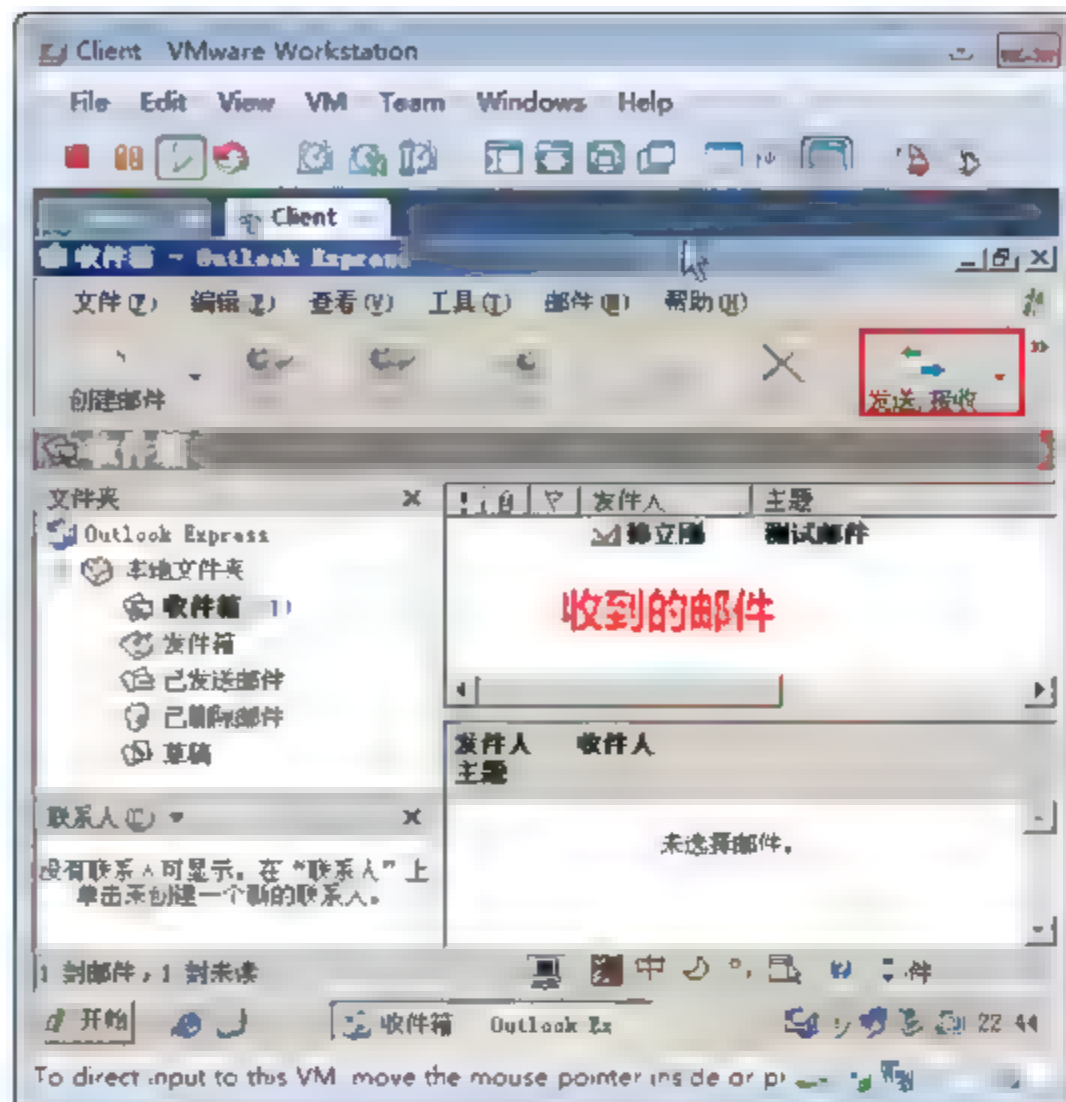 Client VMware Workstation
File Edit View VM Team Windows Help
Client
收件箱 - Outlook Express
文件(F) 编辑(E) 查看(V) 工具(T) 邮件(M) 帮助(H)
创建邮件 发送/接收
文件夹 ×
发件人 主题
Outlook Express
立刚 测试邮件
本地文件夹
收件箱 (1)
收到的邮件
发件箱
已发送邮件
已删除邮件
草稿
发件人 收件人
主题
联系人(C) ×
未选择邮件。
没有联系人可显示。在“联系人”上
单击来创建一个新的联系人。
1 封邮件,1 封未读
中
开始
收件箱 Outlook Ex
22 44
To direct input to this VM move the mouse pointer inside or pr